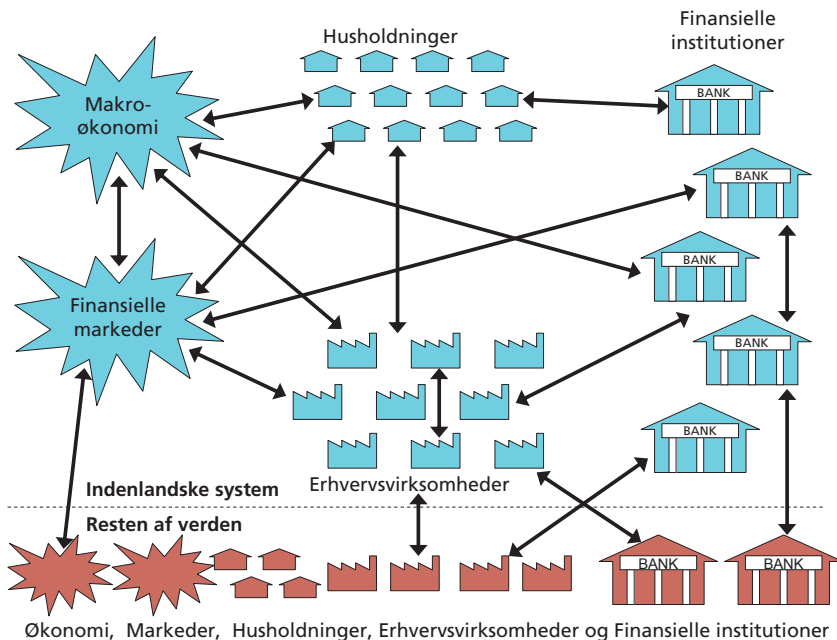 Husholdninger
Finansielle
institutioner
Makro-
økonomi
BANK
BANK
BANK
Finansielle
markeder
BANK
BANK
Erhvervsvirksomheder
Indenlandske system
Resten af verden
BANK
BANK
Økonomi, Markeder, Husholdninger, Erhvervsvirksomheder og Finansielle institutioner